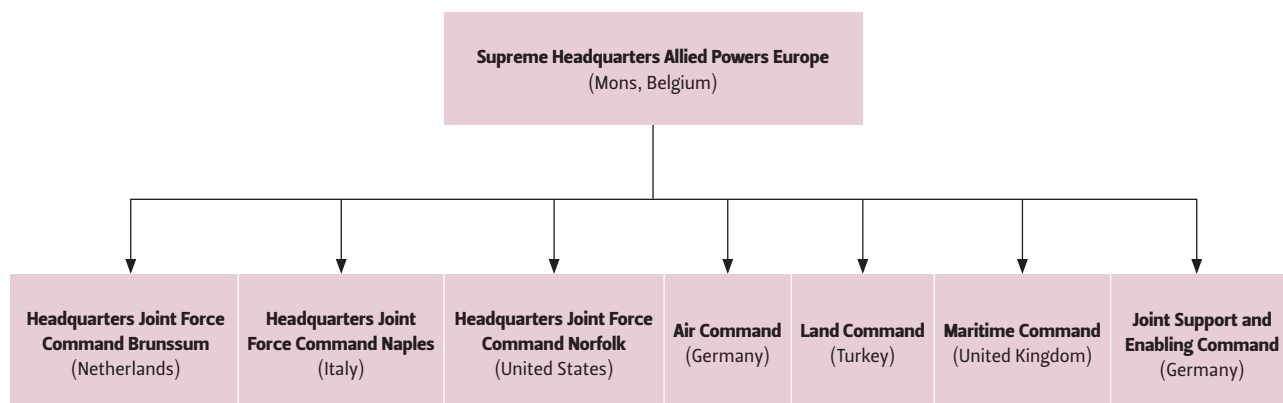 Supreme Headquarters Allied Powers Europe
(Mons, Belgium)
Headquarters Joint Force
Command Brunssum
(Netherlands)
Headquarters Joint
Force Command Naples
(Italy)
Headquarters Joint Force
Command Norfolk
(United States)
Air Command
(Germany)
Land Command
(Turkey)
Maritime Command
(United Kingdom)
Joint Support and
Enabling Command
(Germany)